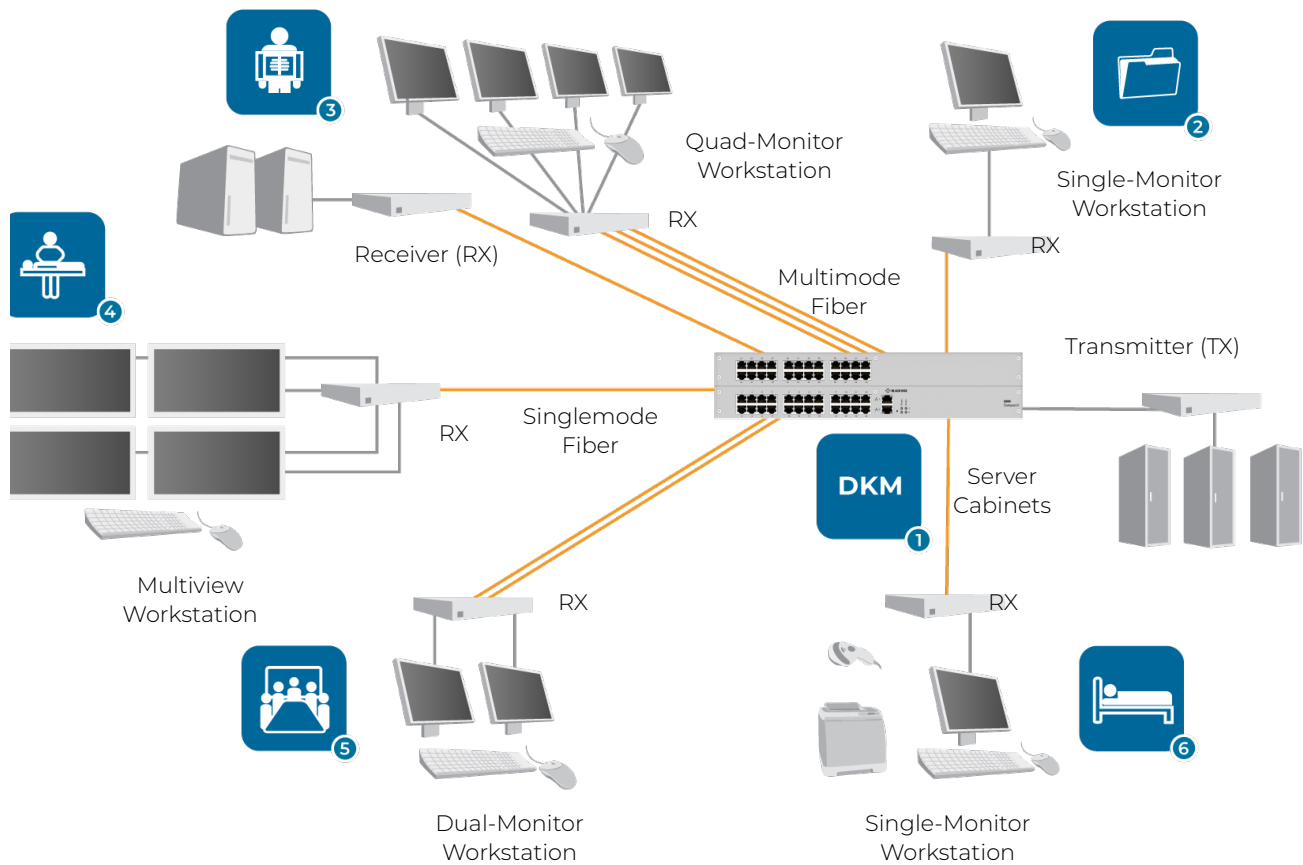 3
Quad-Monitor
Workstation
2
Single-Monitor
Workstation
RX
RX
Receiver (RX)
4
Multimode
Fiber
Transmitter (TX)
RX
Singlemode
Fiber
DKM
1
Server
Cabinets
Multiview
Workstation
RX
RX
5
6
Dual-Monitor
Workstation
Single-Monitor
Workstation